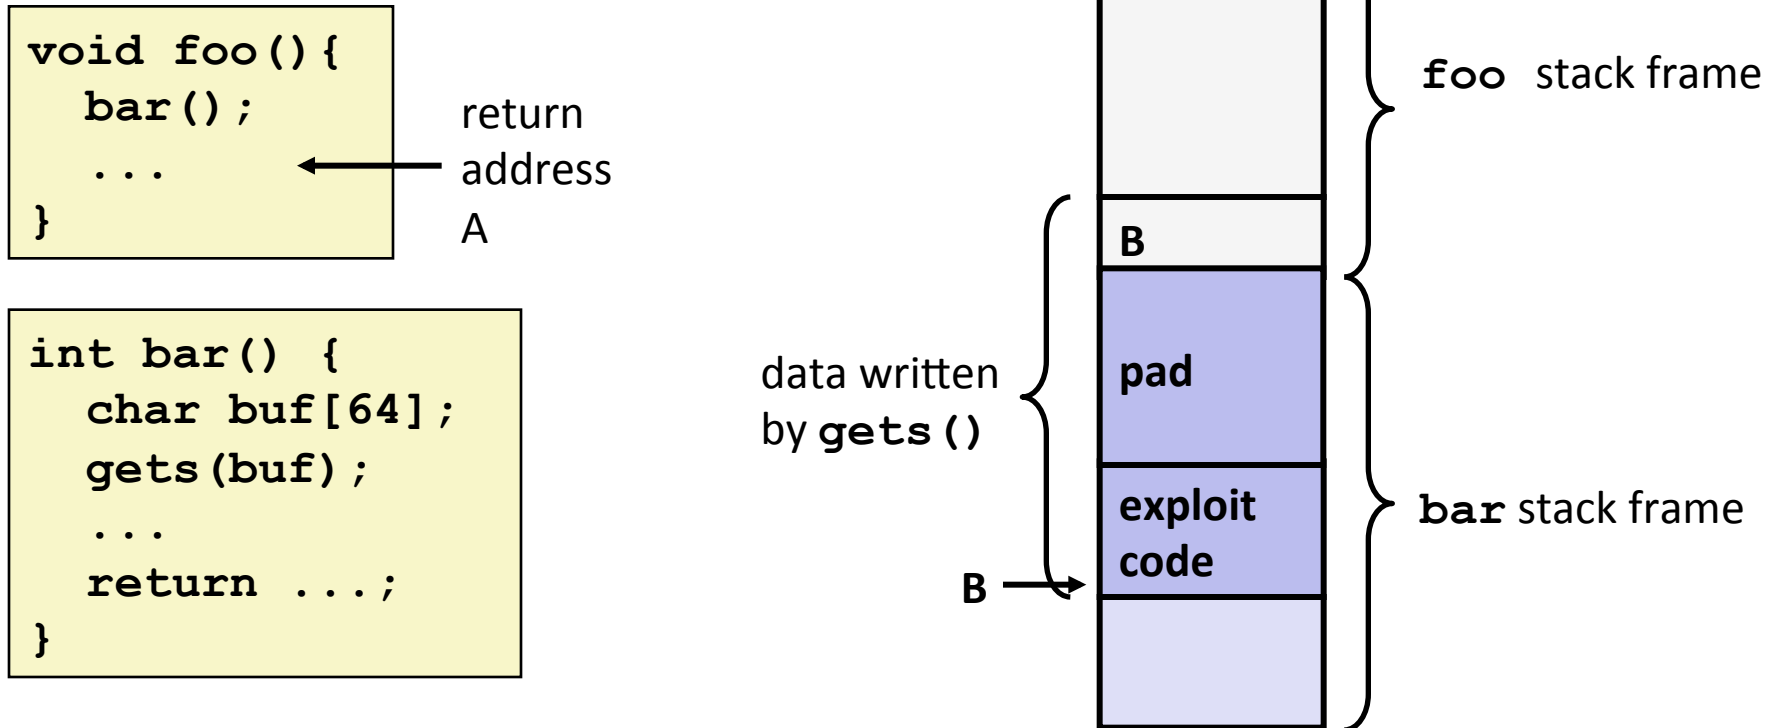 void foo(){
  bar();
  ...
}
return
address
A
int bar() {
  char buf[64];
  gets(buf);
  ...
  return ...;
}
data written
by gets()
B
B
pad
exploit
code
foo stack frame
bar stack frame